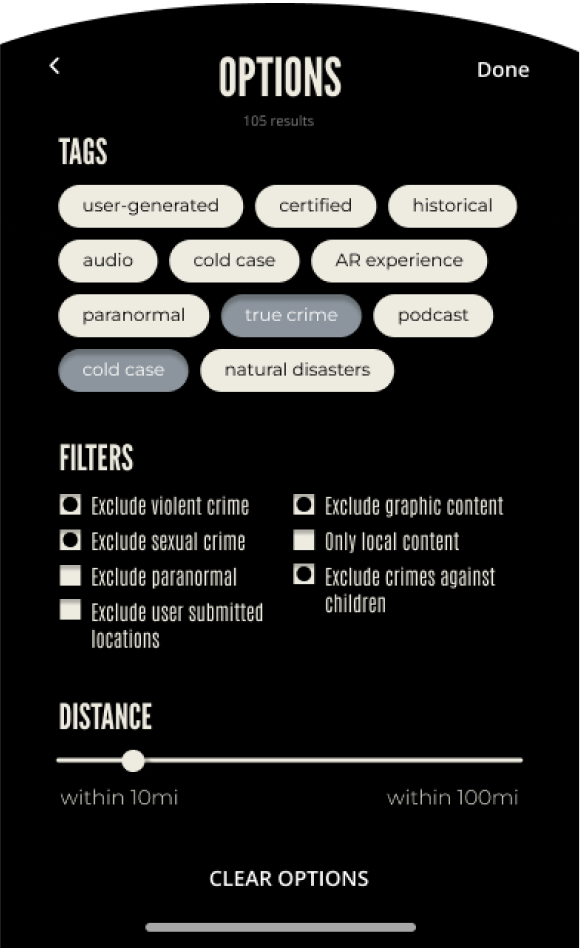 OPTIONS
Done
105 results
TAGS
user-generated
certified
historical
audio
cold case
AR experience
paranormal
true crime
podcast
cold case
natural disasters
FILTERS
Exclude violent crime
Exclude sexual crime
Exclude paranormal
Exclude user submitted
locations
Exclude graphic content
Only local content
Exclude crimes against
children
DISTANCE
within 10mi
within 100mi
CLEAR OPTIONS